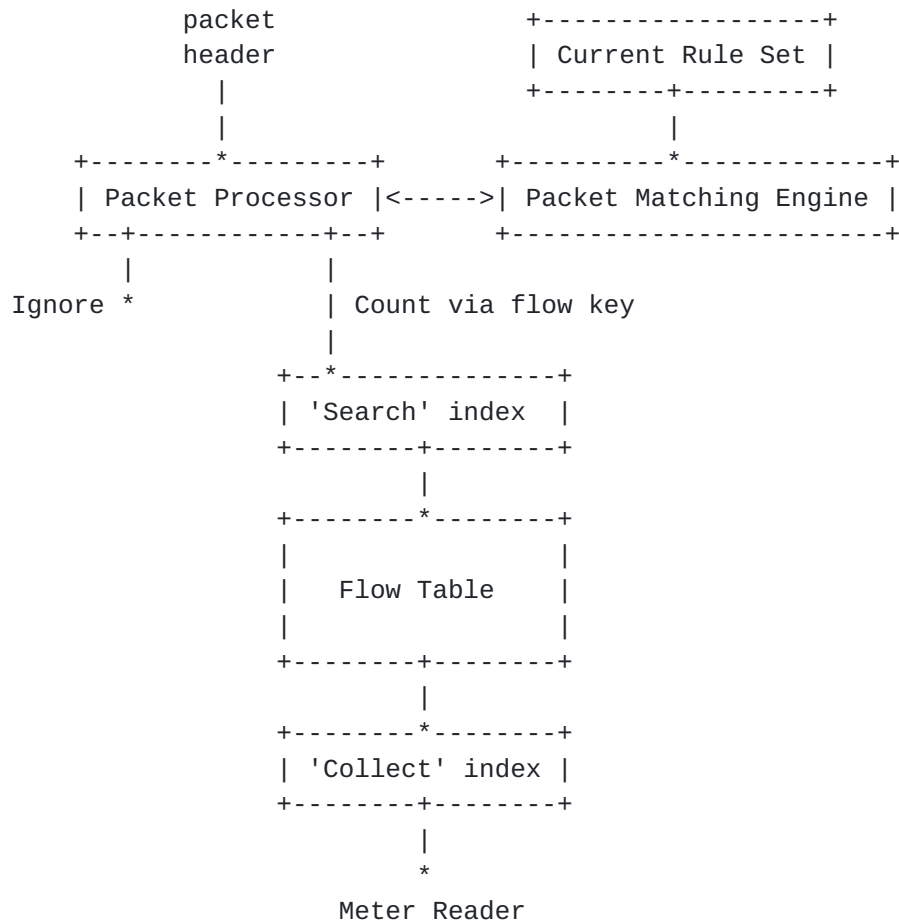 packet
header
Current Rule Set
Packet Processor
Packet Matching Engine
Ignore
Count via flow key
'Search' index
Flow Table
'Collect' index
Meter Reader